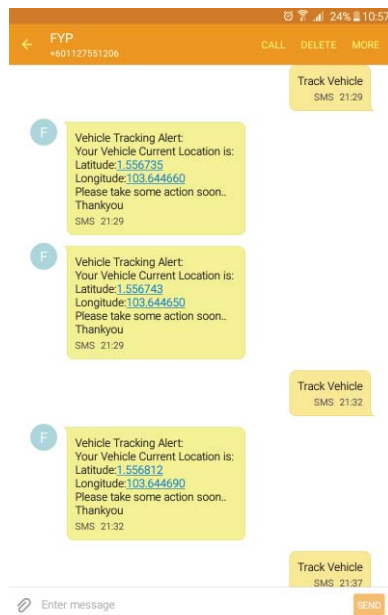 24% 10:57
FYP
+601127551206
CALL DELETE MORE
Track Vehicle
SMS 21:29
F
Vehicle Tracking Alert:
Your Vehicle Current Location is:
Latitude:1.556735
Longitude:103.644660
Please take some action soon..
Thankyou
SMS 21:29
F
Vehicle Tracking Alert:
Your Vehicle Current Location is:
Latitude:1.556743
Longitude:103.644650
Please take some action soon..
Thankyou
SMS 21:29
Track Vehicle
SMS 21:32
F
Vehicle Tracking Alert:
Your Vehicle Current Location is:
Latitude:1.556812
Longitude:103.644690
Please take some action soon..
Thankyou
SMS 21:32
Track Vehicle
SMS 21:37
Enter message
SEND